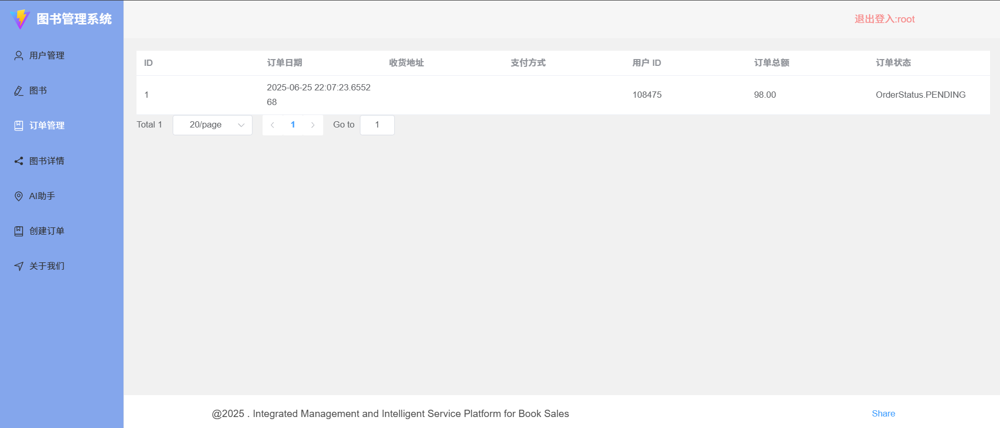 图书管理系统
退出登入:root
用户管理
图书
订单管理
图书详情
AI助手
创建订单
关于我们
ID 订单日期 收货地址 支付方式 用户 ID 订单总额 订单状态
1 2025-06-25 22:07:23.6552 108475 98.00 OrderStatus.PENDING
68
Total 1 20/page 1 Go to 1
@2025 . Integrated Management and Intelligent Service Platform for Book Sales Share